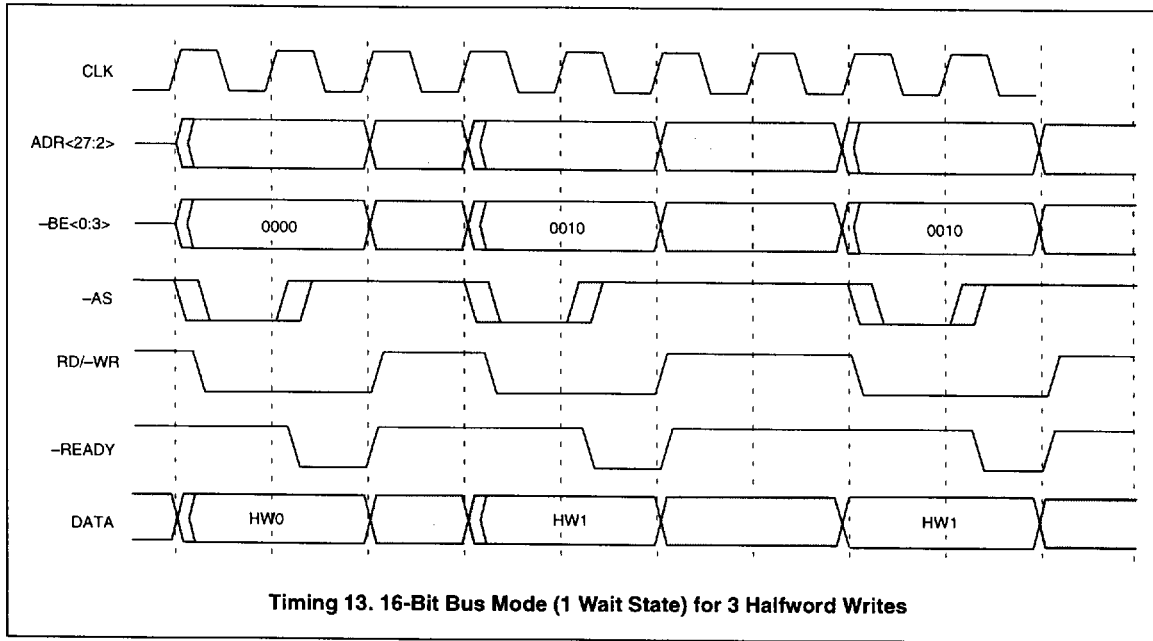 CLK
ADR<27:2>
–BE<0:3> 0000 0010 0010
–AS
RD/–WR
–READY
DATA HW0 HW1 HW1
Timing 13. 16-Bit Bus Mode (1 Wait State) for 3 Halfword Writes